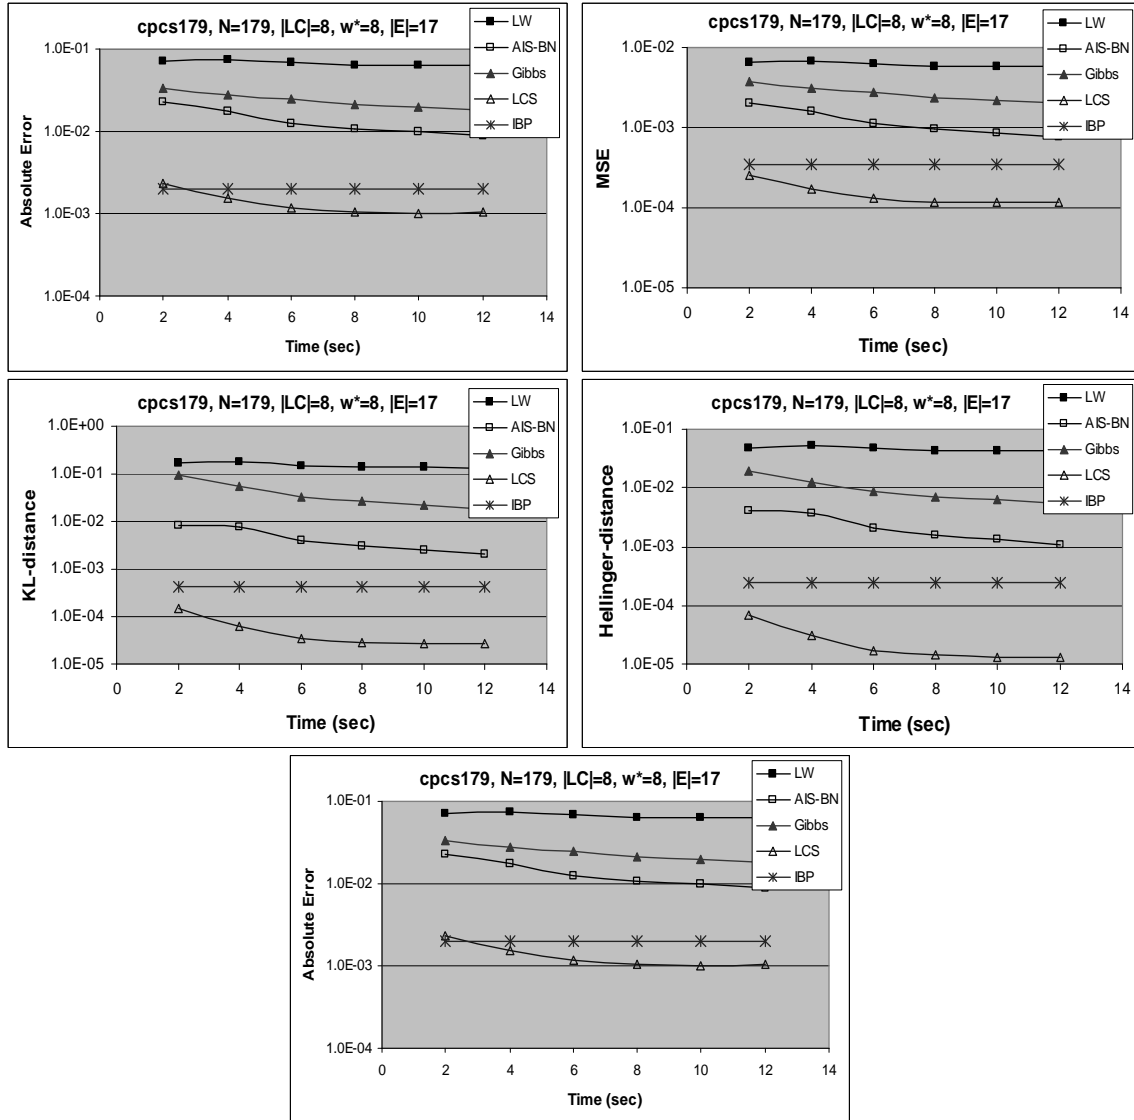 cpcs179, N=179, |LC|=8, w*=8, |E|=17
LW
AIS-BN
Gibbs
LCS
IBP
Absolute Error
1.0E-01
1.0E-02
1.0E-03
1.0E-04
0 2 4 6 8 10 12 14
Time (sec)
cpcs179, N=179, |LC|=8, w*=8, |E|=17
LW
AIS-BN
Gibbs
LCS
IBP
MSE
1.0E-02
1.0E-03
1.0E-04
1.0E-05
0 2 4 6 8 10 12 14
Time (sec)
cpcs179, N=179, |LC|=8, w*=8, |E|=17
LW
AIS-BN
Gibbs
LCS
IBP
KL-distance
1.0E+00
1.0E-01
1.0E-02
1.0E-03
1.0E-04
1.0E-05
0 2 4 6 8 10 12 14
Time (sec)
cpcs179, N=179, |LC|=8, w*=8, |E|=17
LW
AIS-BN
Gibbs
LCS
IBP
Hellinger-distance
1.0E-01
1.0E-02
1.0E-03
1.0E-04
1.0E-05
0 2 4 6 8 10 12 14
Time (sec)
cpcs179, N=179, |LC|=8, w*=8, |E|=17
LW
AIS-BN
Gibbs
LCS
IBP
Absolute Error
1.0E-01
1.0E-02
1.0E-03
1.0E-04
0 2 4 6 8 10 12 14
Time (sec)